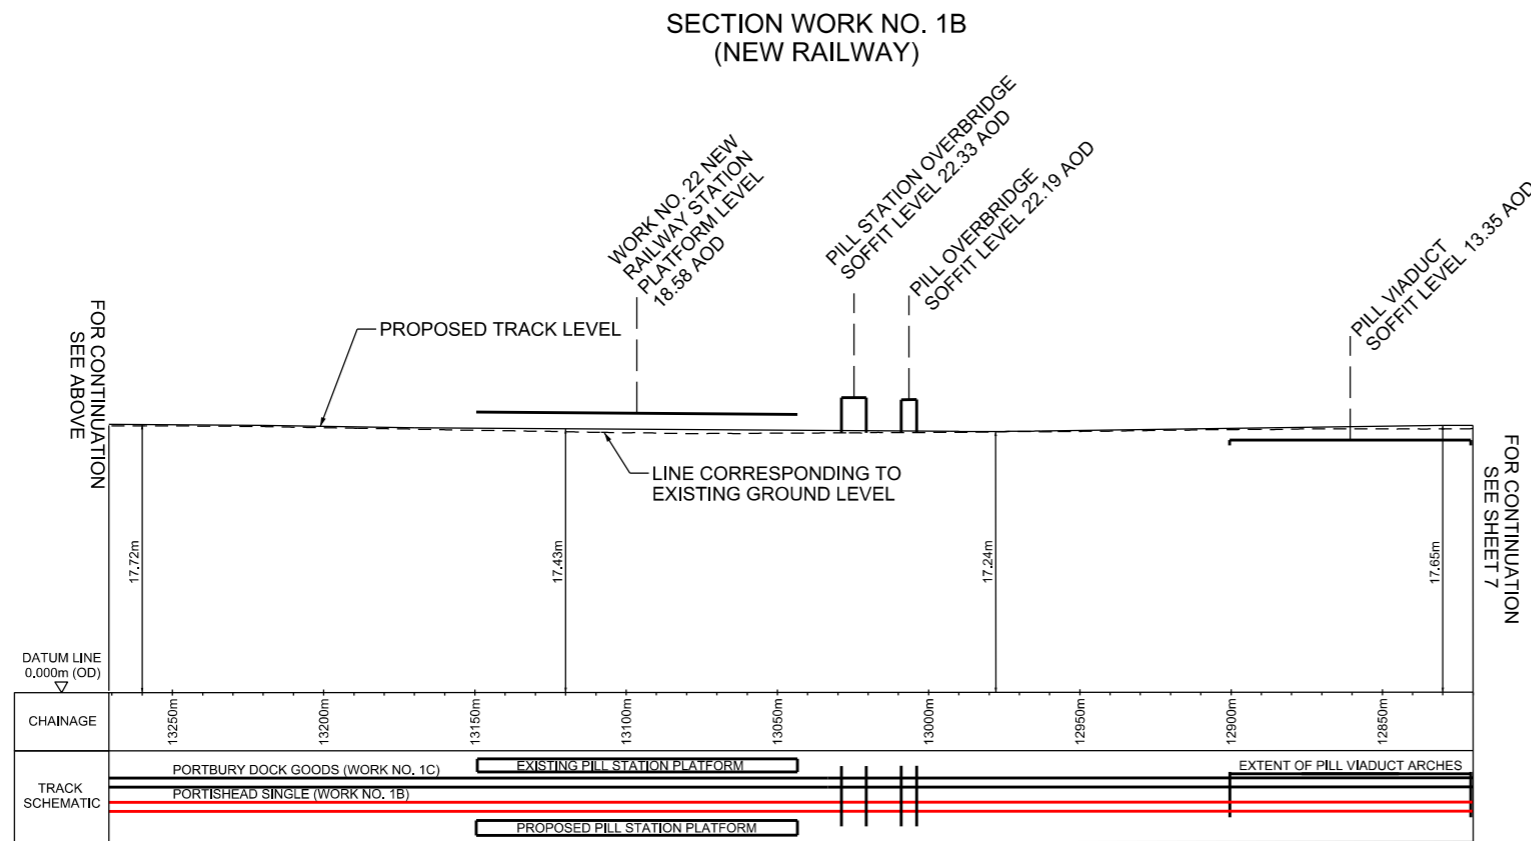 SECTION WORK NO. 1B
(NEW RAILWAY)
WORK NO. 22 NEW
RAILWAY STATION
PLATFORM LEVEL
18.58 AOD
PILL STATION OVERBRIDGE
SOFFIT LEVEL 22.33 AOD
PILL OVERBRIDGE
SOFFIT LEVEL 22.19 AOD
PILL VIADUCT
SOFFIT LEVEL 13.35 AOD
FOR CONTINUATION
SEE ABOVE
PROPOSED TRACK LEVEL
LINE CORRESPONDING TO
EXISTING GROUND LEVEL
FOR CONTINUATION
SEE SHEET 7
17.72m
17.43m
17.24m
17.65m
DATUM LINE
0.000m (OD)
CHAINAGE
13250m
13200m
13150m
13100m
13050m
13000m
12950m
12900m
12850m
TRACK
SCHEMATIC
PORTBURY DOCK GOODS (WORK NO. 1C)
EXISTING PILL STATION PLATFORM
EXTENT OF PILL VIADUCT ARCHES
PORTISHEAD SINGLE (WORK NO. 1B)
PROPOSED PILL STATION PLATFORM